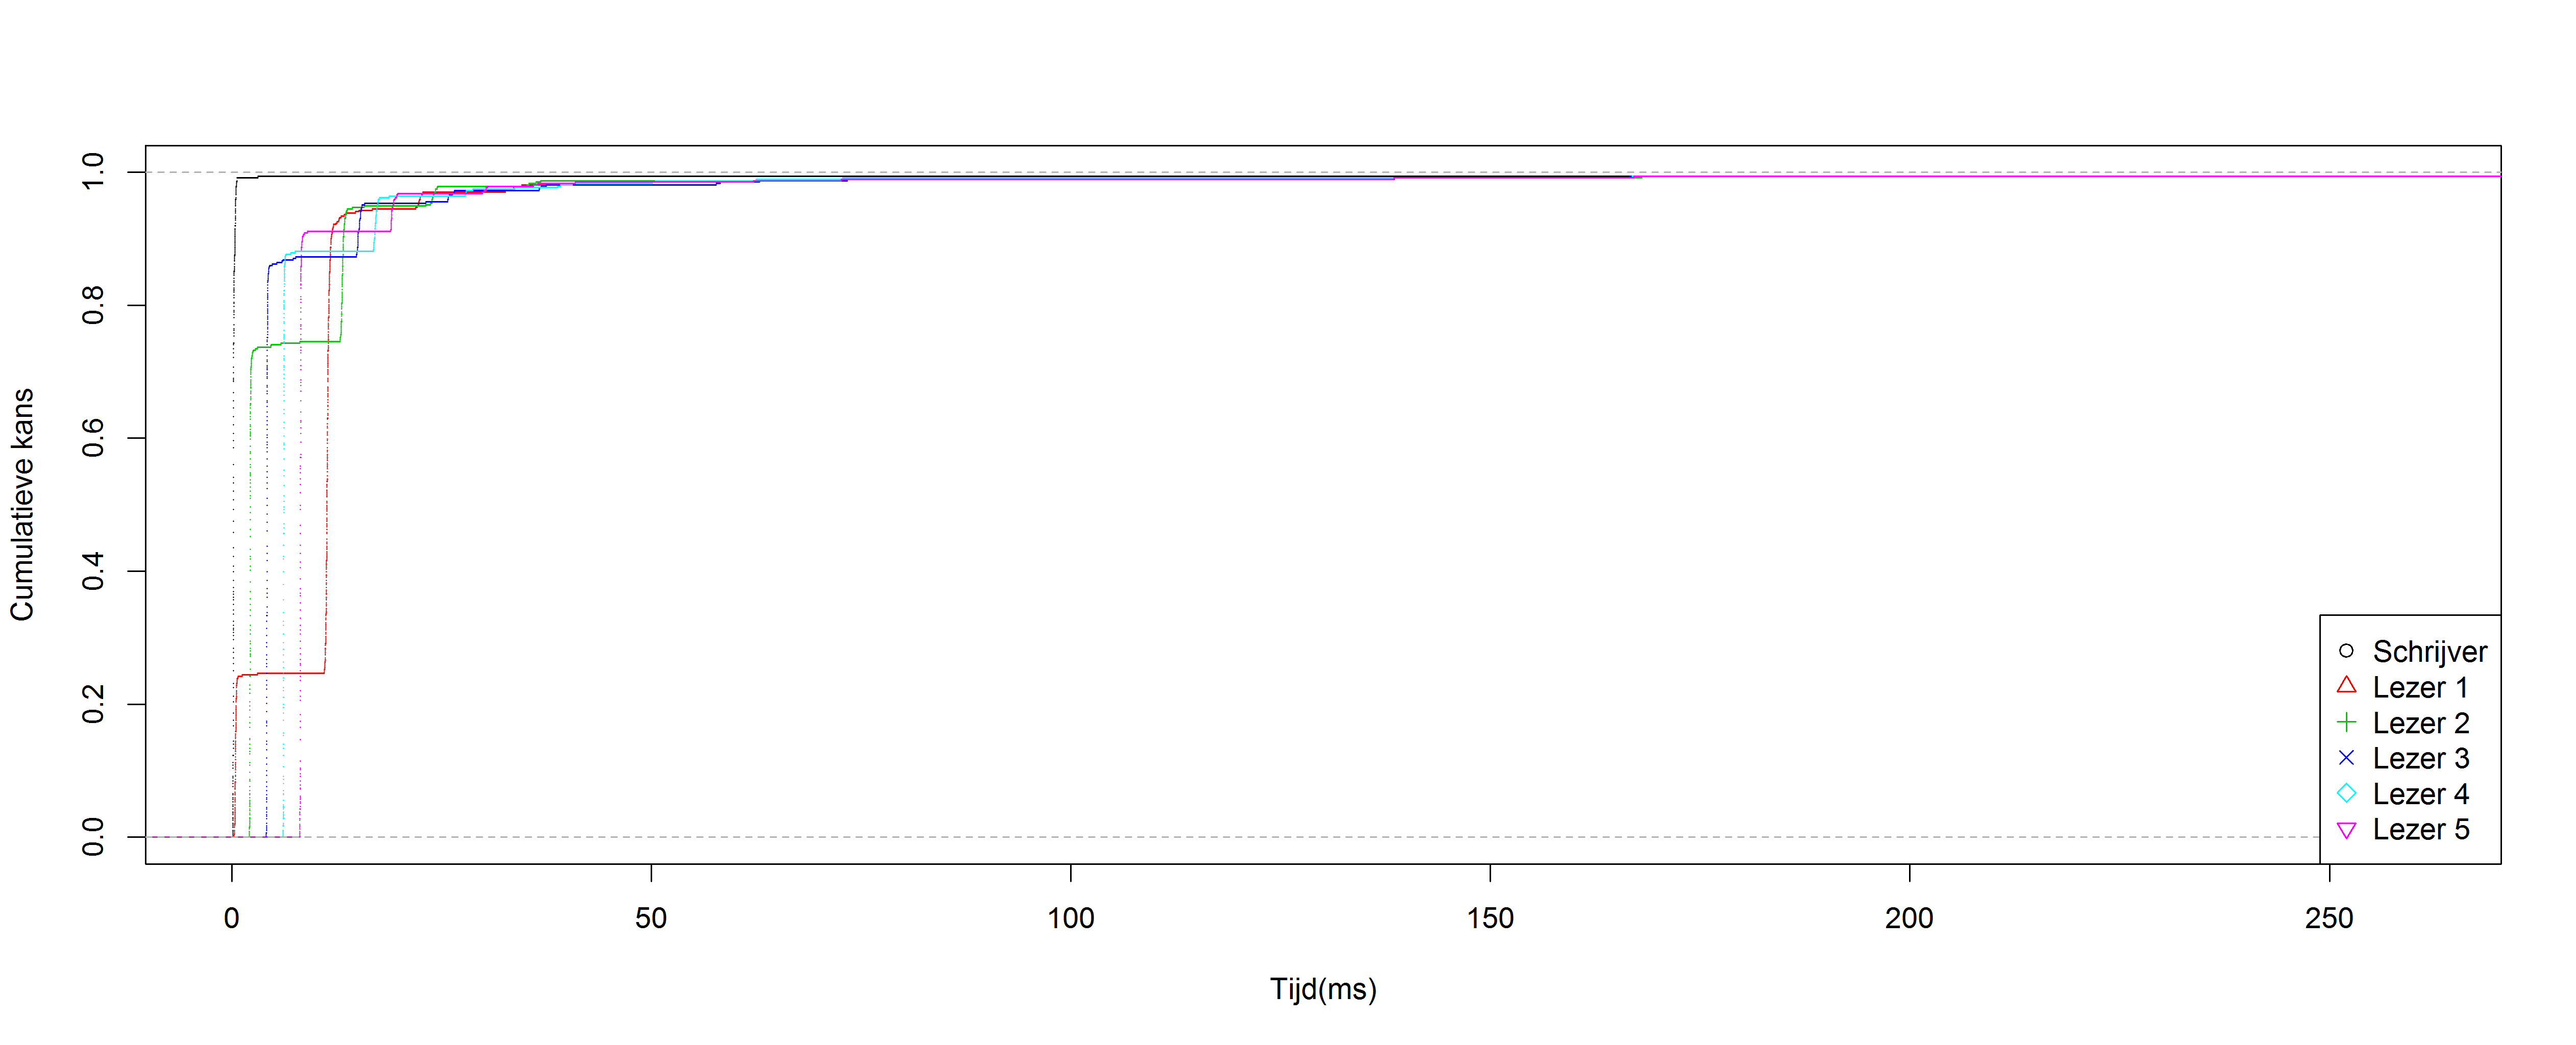 Cumulatieve kans
1.0
0.8
0.6
0.4
0.2
0.0
Schrijver
Lezer 1
Lezer 2
Lezer 3
Lezer 4
Lezer 5
0 50 100 150 200 250
Tijd(ms)